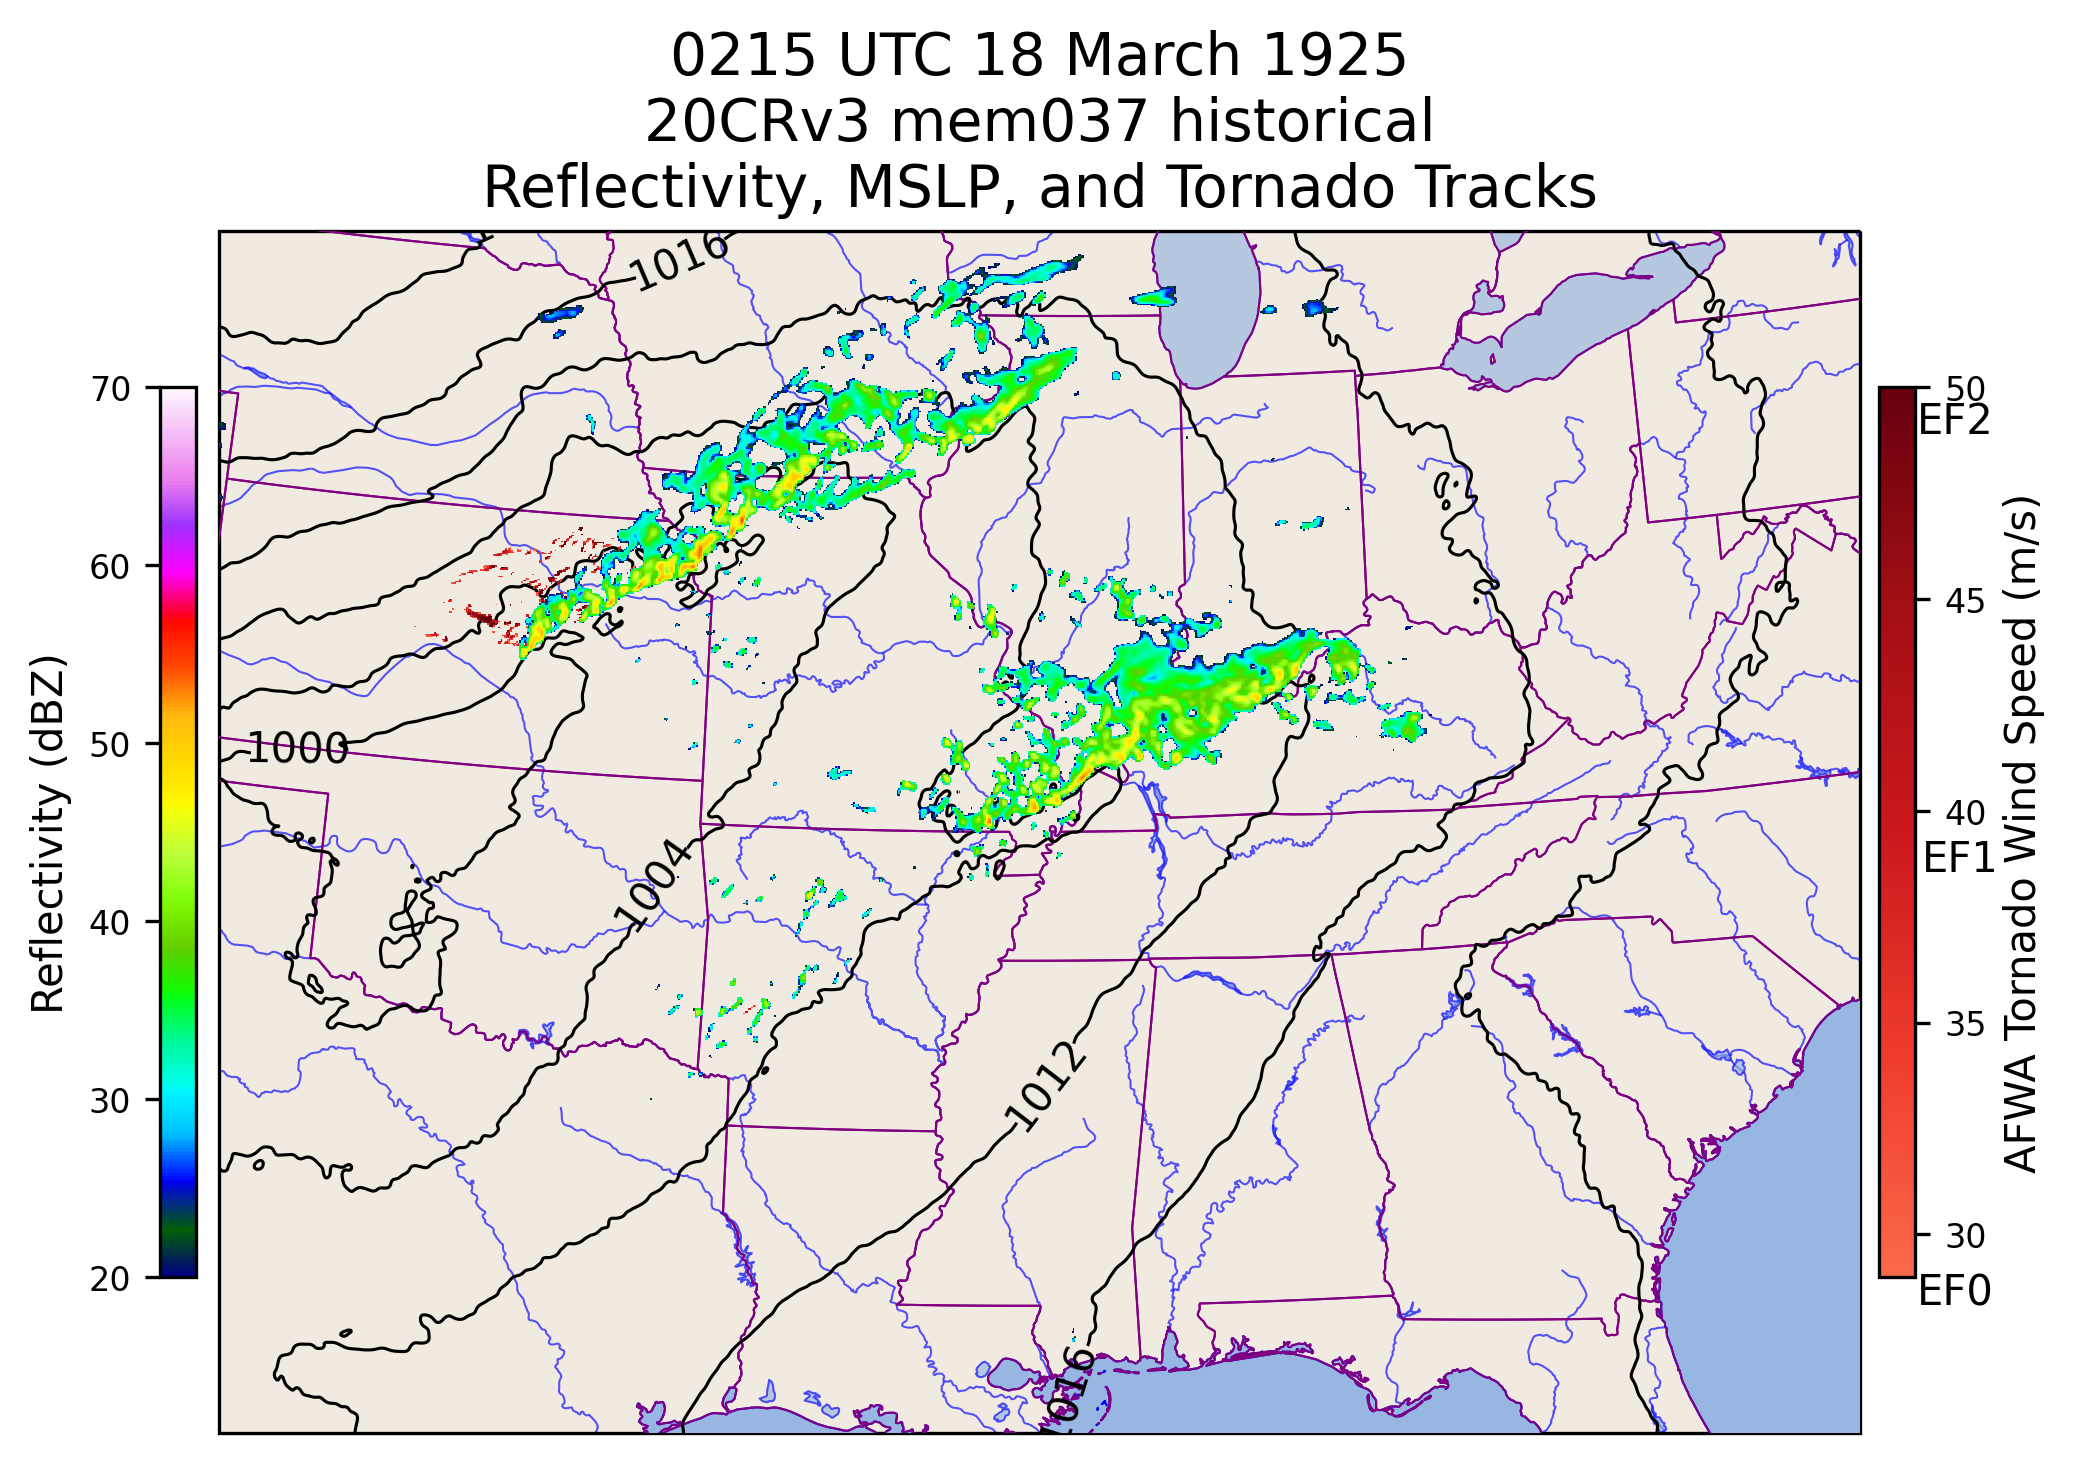 0215 UTC 18 March 1925
20CRv3 mem037 historical
Reflectivity, MSLP, and Tornado Tracks
1016
1000
1004
1012
1016
70
60
50
40
30
20
Reflectivity (dBZ)
50
EF2
45
40
EF1
35
30
EF0
AFWA Tornado Wind Speed (m/s)